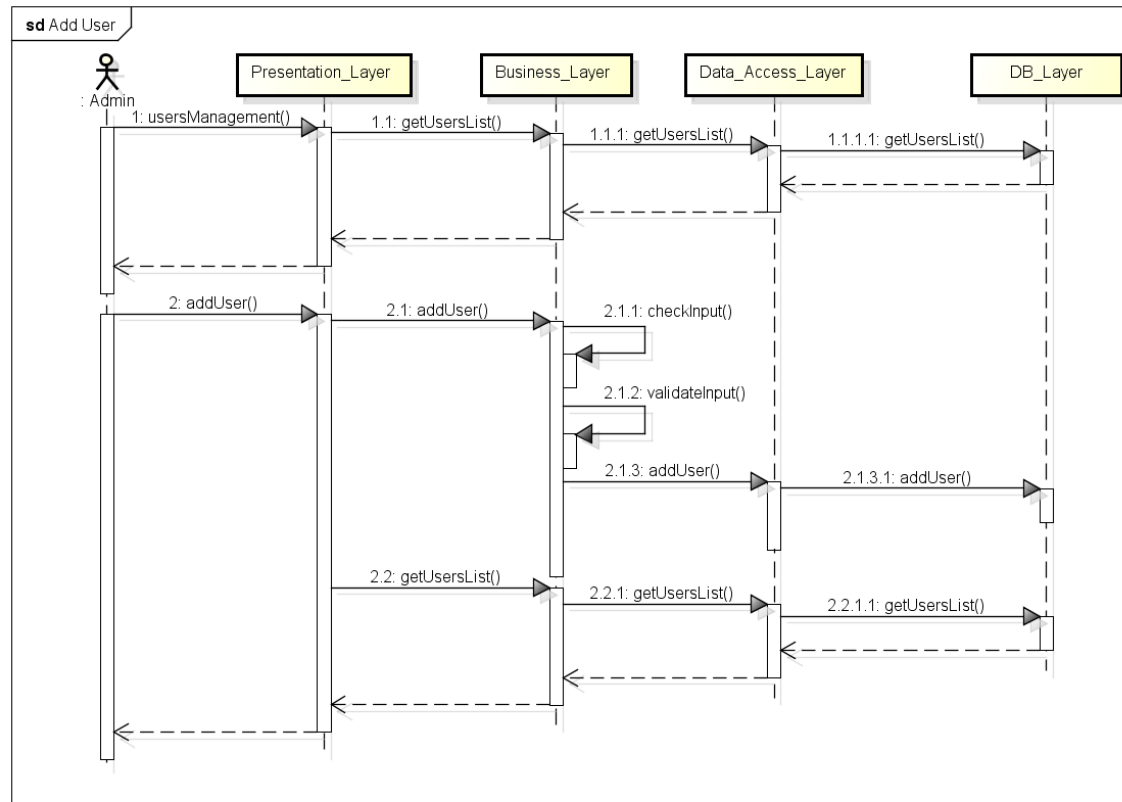 sd Add User
: Admin
Presentation_Layer
Business_Layer
Data_Access_Layer
DB_Layer
1: usersManagement()
1.1: getUsersList()
1.1.1: getUsersList()
1.1.1.1: getUsersList()
2: addUser()
2.1: addUser()
2.1.1: checkInput()
2.1.2: validateInput()
2.1.3: addUser()
2.1.3.1: addUser()
2.2: getUsersList()
2.2.1: getUsersList()
2.2.1.1: getUsersList()